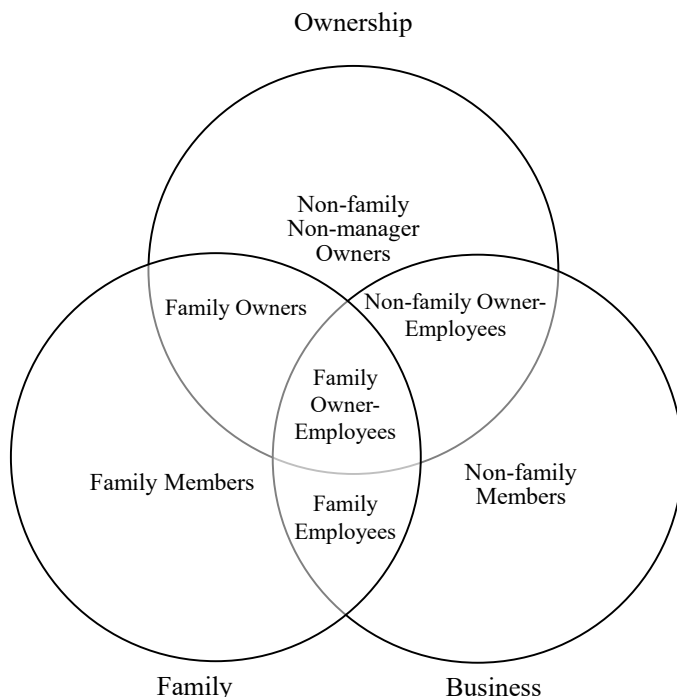 Ownership
Non-family
Non-manager
Owners
Family Owners
Non-family Owner-
Employees
Family
Owner-
Employees
Family Members
Non-family
Members
Family
Employees
Family
Business